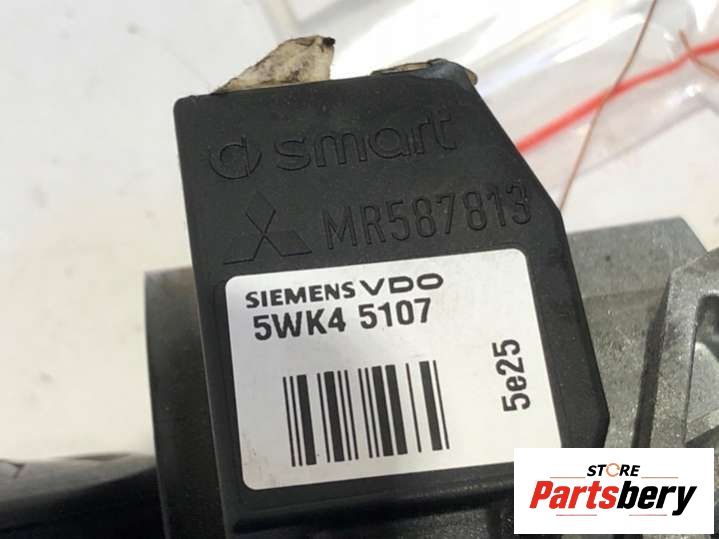 smart
MR587813
SIEMENS VDO
5WK4 5107
5e25
STORE
Partsbery